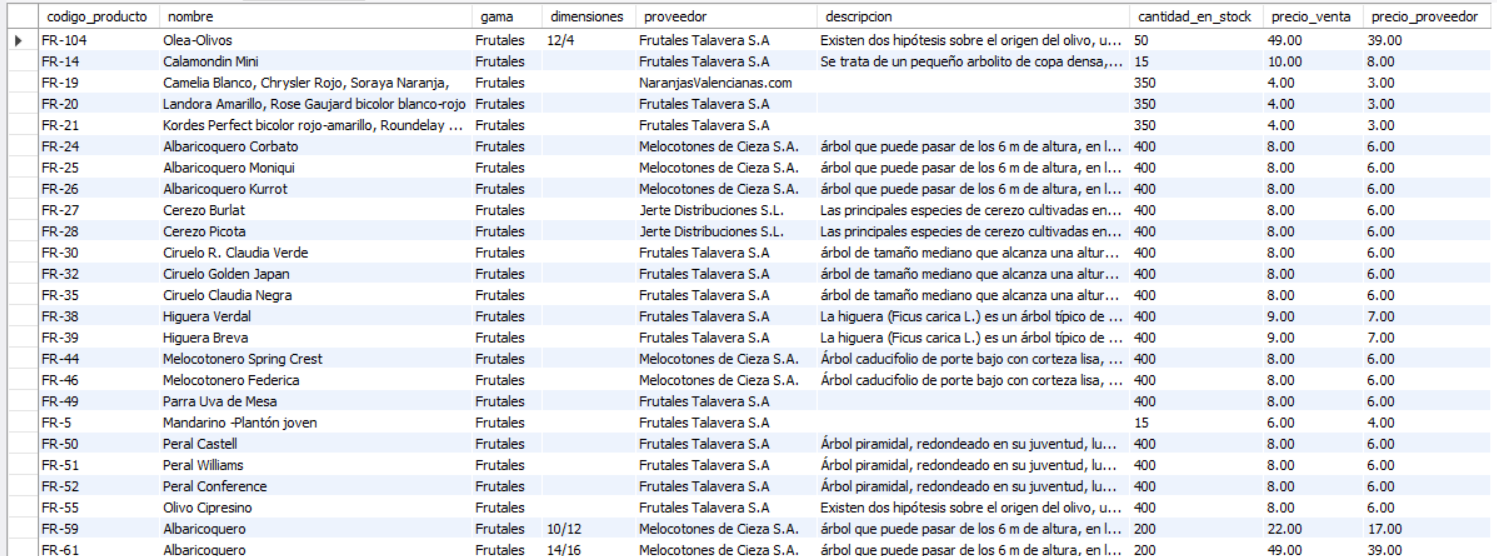 codigo_producto nombre gama dimensiones proveedor descripcion cantidad_en_stock precio_venta precio_proveedor
FR-104 Olea-Olivos Frutales 12/4 Frutales Talavera S.A Existen dos hipótesis sobre el origen del olivo, u... 50 49.00 39.00
FR-14 Calamondin Mini Frutales Frutales Talavera S.A Se trata de un pequeño arbolito de copa densa,... 15 10.00 8.00
FR-19 Camelia Blanco, Chrysler Rojo, Soraya Naranja, Frutales NaranjasValencianas.com 350 4.00 3.00
FR-20 Landora Amarillo, Rose Gaujard bicolor blanco-rojo Frutales Frutales Talavera S.A 350 4.00 3.00
FR-21 Kordes Perfect bicolor rojo-amarillo, Roundelay ... Frutales Frutales Talavera S.A 350 4.00 3.00
FR-24 Albaricoquero Corbato Frutales Melocotones de Cieza S.A. árbol que puede pasar de los 6 m de altura, en l... 400 8.00 6.00
FR-25 Albaricoquero Moniqui Frutales Melocotones de Cieza S.A. árbol que puede pasar de los 6 m de altura, en l... 400 8.00 6.00
FR-26 Albaricoquero Kurrot Frutales Melocotones de Cieza S.A. árbol que puede pasar de los 6 m de altura, en l... 400 8.00 6.00
FR-27 Cerezo Burlat Frutales Jerte Distribuciones S.L. Las principales especies de cerezo cultivadas en... 400 8.00 6.00
FR-28 Cerezo Picota Frutales Jerte Distribuciones S.L. Las principales especies de cerezo cultivadas en... 400 8.00 6.00
FR-30 Ciruelo R. Claudia Verde Frutales Frutales Talavera S.A árbol de tamaño mediano que alcanza una altur... 400 8.00 6.00
FR-32 Ciruelo Golden Japan Frutales Frutales Talavera S.A árbol de tamaño mediano que alcanza una altur... 400 8.00 6.00
FR-35 Ciruelo Claudia Negra Frutales Frutales Talavera S.A árbol de tamaño mediano que alcanza una altur... 400 8.00 6.00
FR-38 Higuera Verdal Frutales Frutales Talavera S.A La higuera (Ficus carica L.) es un árbol típico de ... 400 9.00 7.00
FR-39 Higuera Breva Frutales Frutales Talavera S.A La higuera (Ficus carica L.) es un árbol típico de ... 400 9.00 7.00
FR-44 Melocotonero Spring Crest Frutales Melocotones de Cieza S.A. Árbol caducifolio de porte bajo con corteza lisa, ... 400 8.00 6.00
FR-46 Melocotonero Federica Frutales Melocotones de Cieza S.A. Árbol caducifolio de porte bajo con corteza lisa, ... 400 8.00 6.00
FR-49 Parra Uva de Mesa Frutales Frutales Talavera S.A 400 8.00 6.00
FR-5 Mandarino -Plantón joven Frutales Frutales Talavera S.A 15 6.00 4.00
FR-50 Peral Castell Frutales Frutales Talavera S.A Árbol piramidal, redondeado en su juventud, lu... 400 8.00 6.00
FR-51 Peral Williams Frutales Frutales Talavera S.A Árbol piramidal, redondeado en su juventud, lu... 400 8.00 6.00
FR-52 Peral Conference Frutales Frutales Talavera S.A Árbol piramidal, redondeado en su juventud, lu... 400 8.00 6.00
FR-55 Olivo Cipresino Frutales Frutales Talavera S.A Existen dos hipótesis sobre el origen del olivo, u... 400 8.00 6.00
FR-59 Albaricoquero Frutales 10/12 Melocotones de Cieza S.A. árbol que puede pasar de los 6 m de altura, en l... 200 22.00 17.00
FR-61 Albaricoquero Frutales 14/16 Melocotones de Cieza S.A. árbol que puede pasar de los 6 m de altura, en l... 200 49.00 39.00